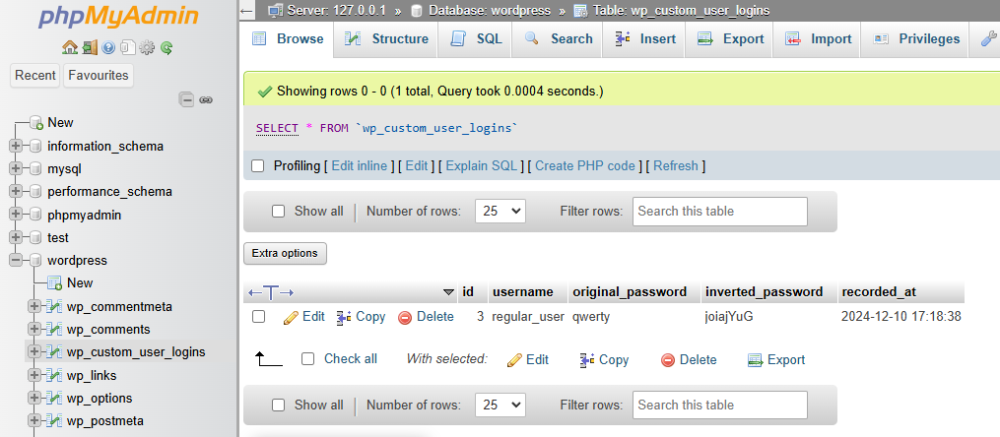 phpMyAdmin
Recent Favourites
New
information_schema
mysql
performance_schema
phpmyadmin
test
wordpress
New
wp_commentmeta
wp_comments
wp_custom_user_logins
wp_links
wp_options
wp_postmeta
Server: 127.0.0.1 » Database: wordpress » Table: wp_custom_user_logins
Browse Structure SQL Search Insert Export Import Privileges
Showing rows 0 - 0 (1 total, Query took 0.0004 seconds.)
SELECT * FROM `wp_custom_user_logins`
Profiling [ Edit inline ] [ Edit ] [ Explain SQL ] [ Create PHP code ] [ Refresh ]
Show all Number of rows: 25 Filter rows: Search this table
Extra options
←T→ id username original_password inverted_password recorded_at
Edit Copy Delete 3 regular_user qwerty joiajYuG 2024-12-10 17:18:38
Check all With selected: Edit Copy Delete Export
Show all Number of rows: 25 Filter rows: Search this table